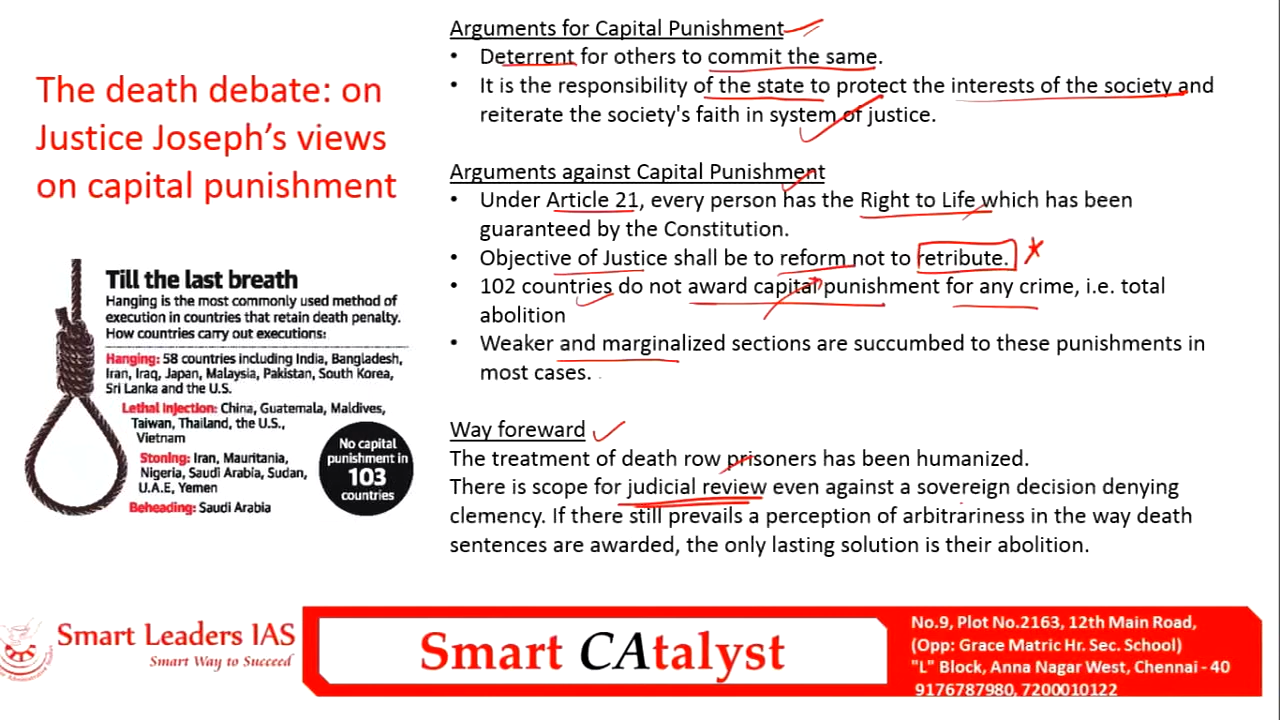 The death debate: on
Justice Joseph's views
on capital punishment
Till the last breath
Hanging is the most commonly used method of
execution in countries that retain death penalty.
How countries carry out executions:
Hanging: 58 countries including India, Bangladesh,
Iran, Iraq, Japan, Malaysia, Pakistan, South Korea,
Sri Lanka and the U.S.
Lethal Injection: China, Guatemala, Maldives,
Taiwan, Thailand, the U.S.,
Vietnam
Stoning: Iran, Mauritania,
Nigeria, Saudi Arabia, Sudan,
U.A.E, Yemen
Beheading: Saudi Arabia
No capital
punishment in
103
countries
Arguments for Capital Punishment
• Deterrent for others to commit the same.
• It is the responsibility of the state to protect the interests of the society and
reiterate the society's faith in system of justice.
Arguments against Capital Punishment
• Under Article 21, every person has the Right to Life which has been
guaranteed by the Constitution.
• Objective of Justice shall be to reform not to retribute.
• 102 countries do not award capital punishment for any crime, i.e. total
abolition
• Weaker and marginalized sections are succumbed to these punishments in
most cases.
Way foreward
The treatment of death row prisoners has been humanized.
There is scope for judicial review even against a sovereign decision denying
clemency. If there still prevails a perception of arbitrariness in the way death
sentences are awarded, the only lasting solution is their abolition.
Smart Leaders IAS
Smart Way to Succeed
Smart CAtalyst
No.9, Plot No.2163, 12th Main Road,
(Opp: Grace Matric Hr. Sec. School)
"L" Block, Anna Nagar West, Chennai - 40
9176787980, 7200010122